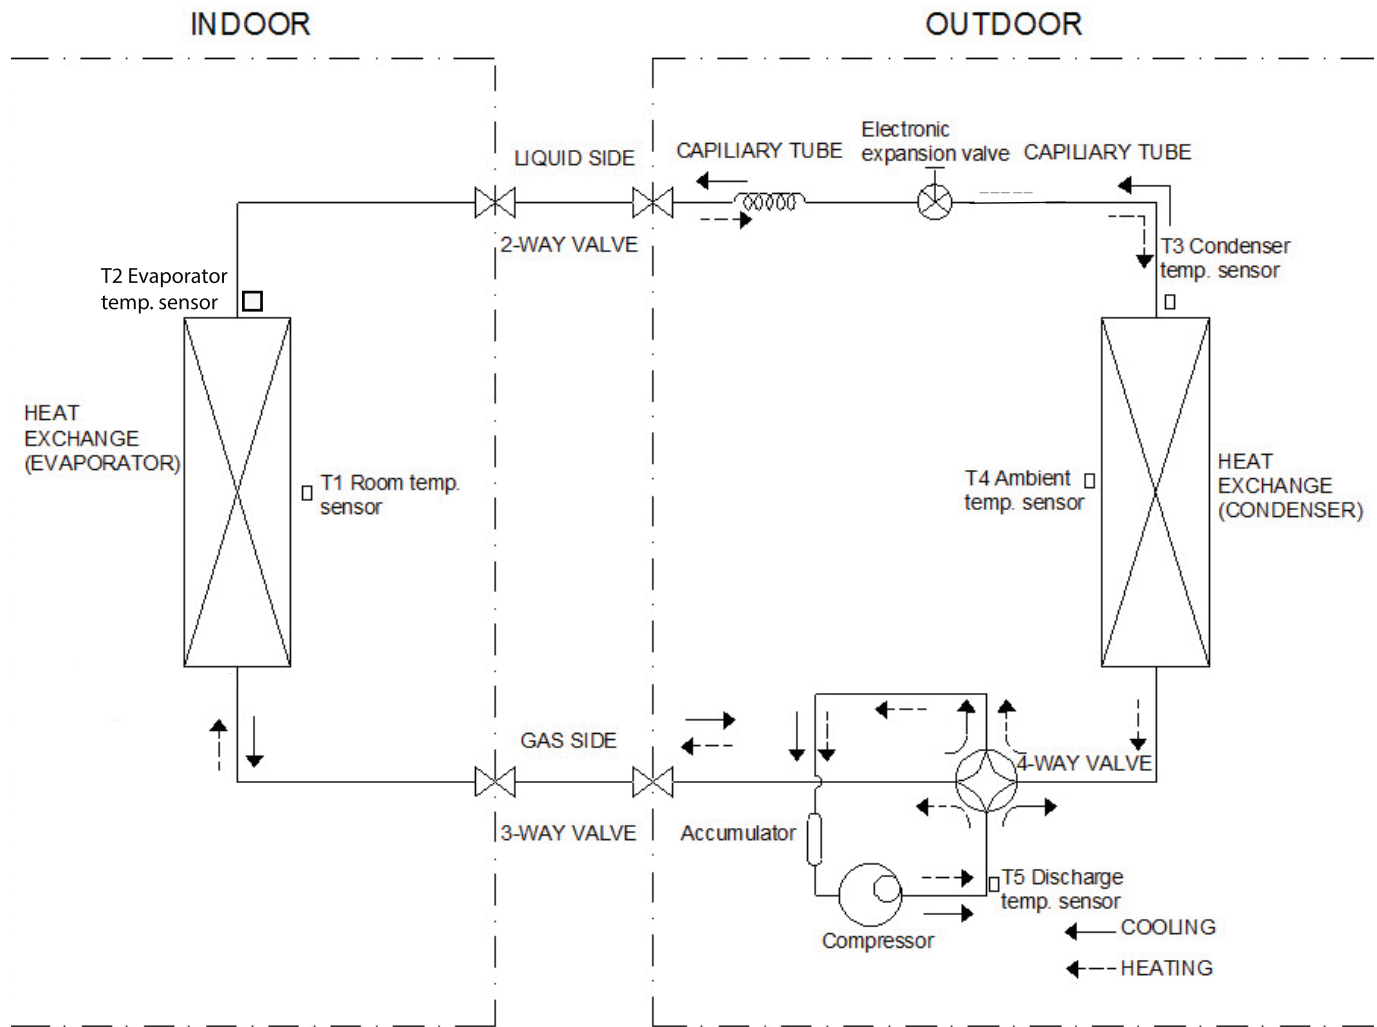 INDOOR
OUTDOOR
LIQUID SIDE
CAPILIARY TUBE
Electronic
expansion valve
CAPILIARY TUBE
2-WAY VALVE
T3 Condenser
temp. sensor
T2 Evaporator
temp. sensor
HEAT
EXCHANGE
(EVAPORATOR)
T1 Room temp.
sensor
T4 Ambient
temp. sensor
HEAT
EXCHANGE
(CONDENSER)
GAS SIDE
4-WAY VALVE
3-WAY VALVE
Accumulator
T5 Discharge
temp. sensor
Compressor
COOLING
HEATING